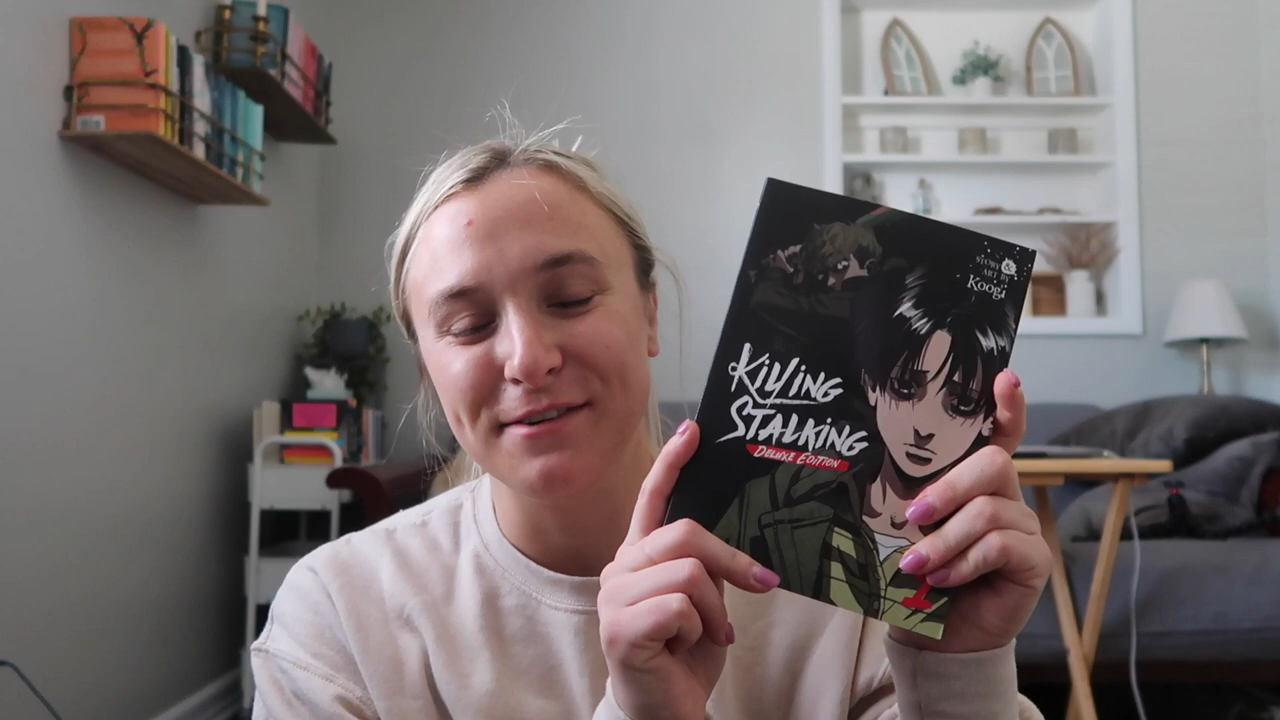 STORY &
ART BY
Koogi
KiLLiNG
STALKiNG
DELUXE EDITION
1